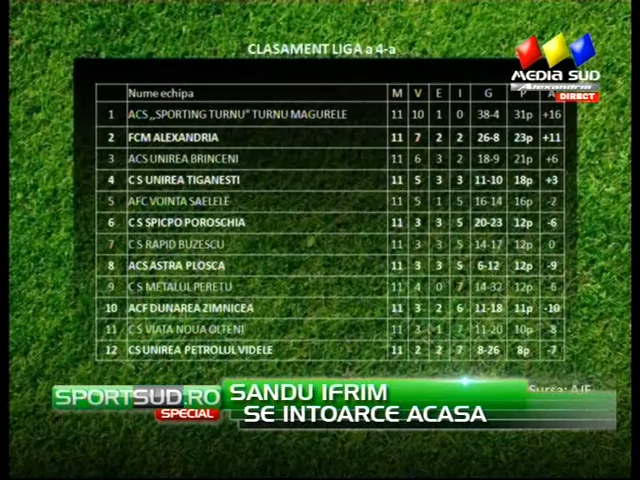 CLASAMENT LIGA a 4-a
MEDIA SUD
Alexandria
DIRECT
Nume echipa M V E I G P A
1 ACS ,,SPORTING TURNU" TURNU MAGURELE 11 10 1 0 38-4 31p +16
2 FCM ALEXANDRIA 11 7 2 2 26-8 23p +11
3 ACS UNIREA BRINCENI 11 6 3 2 18-9 21p +6
4 C S UNIREA TIGANESTI 11 5 3 3 11-10 18p +3
5 AFC VOINTA SAELELE 11 5 1 5 16-14 16p -2
6 C S SPICPO POROSCHIA 11 3 3 5 20-23 12p -6
7 C S RAPID BUZESCU 11 3 3 5 14-17 12p 0
8 ACS ASTRA PLOSCA 11 3 3 5 6-12 12p -9
9 C S METALUL PERETU 11 4 0 7 14-32 12p -6
10 ACF DUNAREA ZIMNICEA 11 3 2 6 11-18 11p -10
11 C S VIATA NOUA OLTENI 11 3 1 7 11-20 10p -8
12 CS UNIREA PETROLUL VIDELE 11 2 2 7 8-26 8p -7
Sursa: AJF
SPORTSUD.RO
SPECIAL
SANDU IFRIM
SE INTOARCE ACASA